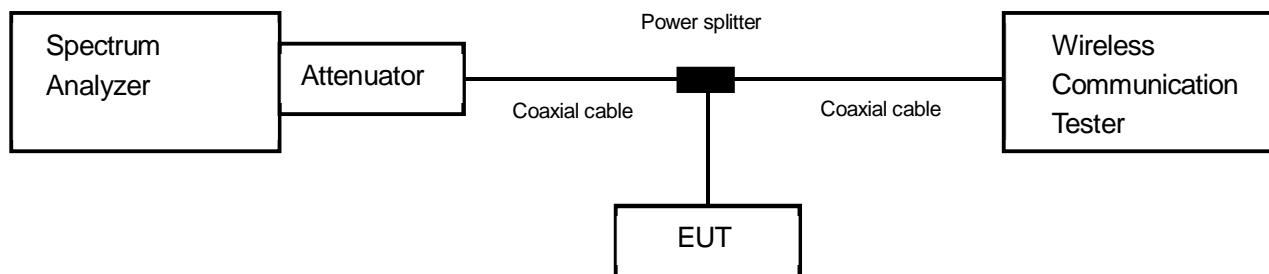 Power splitter
Spectrum
Analyzer
Attenuator
Coaxial cable
Coaxial cable
Wireless
Communication
Tester
EUT